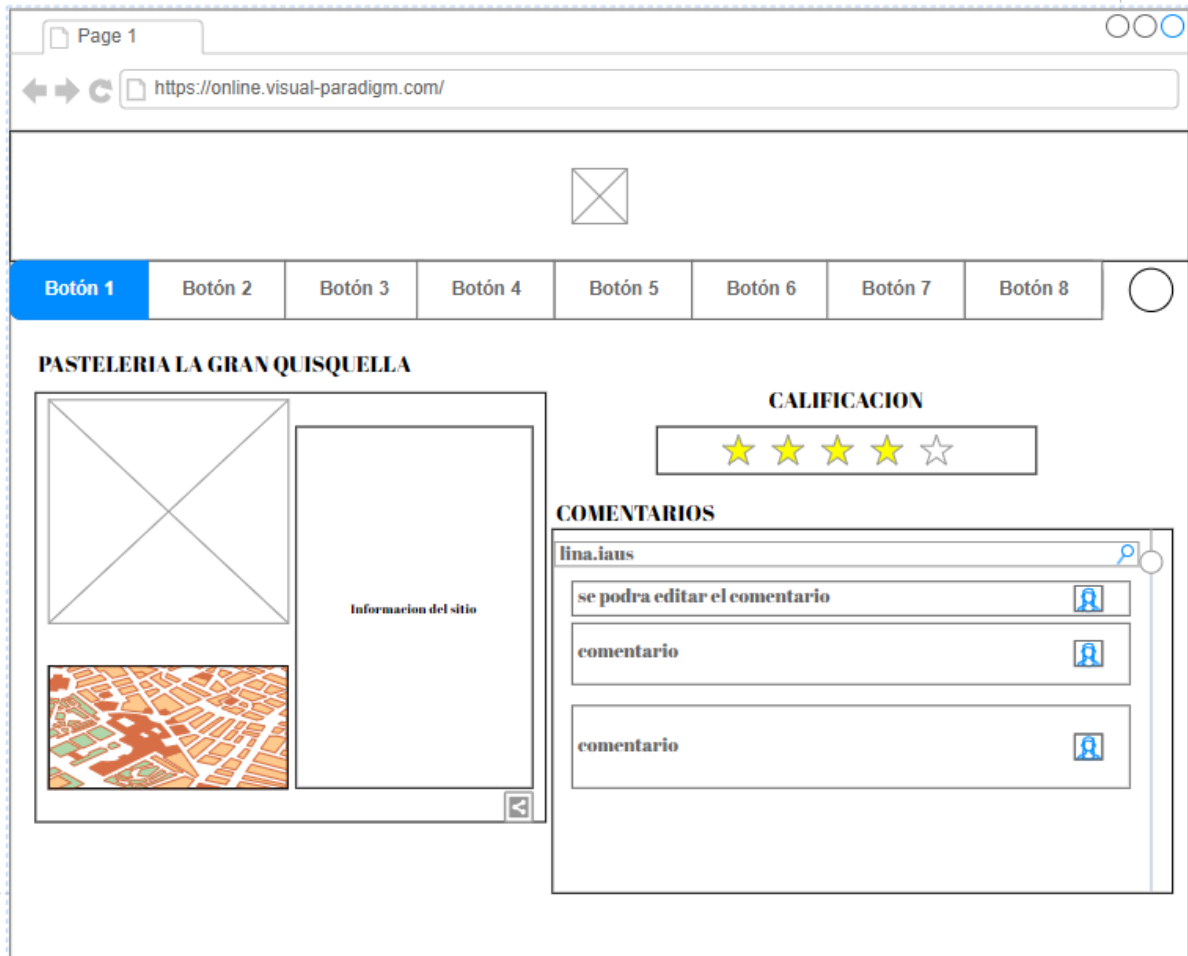 Page 1
https://online.visual-paradigm.com/
Botón 1 Botón 2 Botón 3 Botón 4 Botón 5 Botón 6 Botón 7 Botón 8
PASTELERIA LA GRAN QUISQUELLA
Informacion del sitio
CALIFICACION
COMENTARIOS
lina.iaus
se podra editar el comentario
comentario
comentario